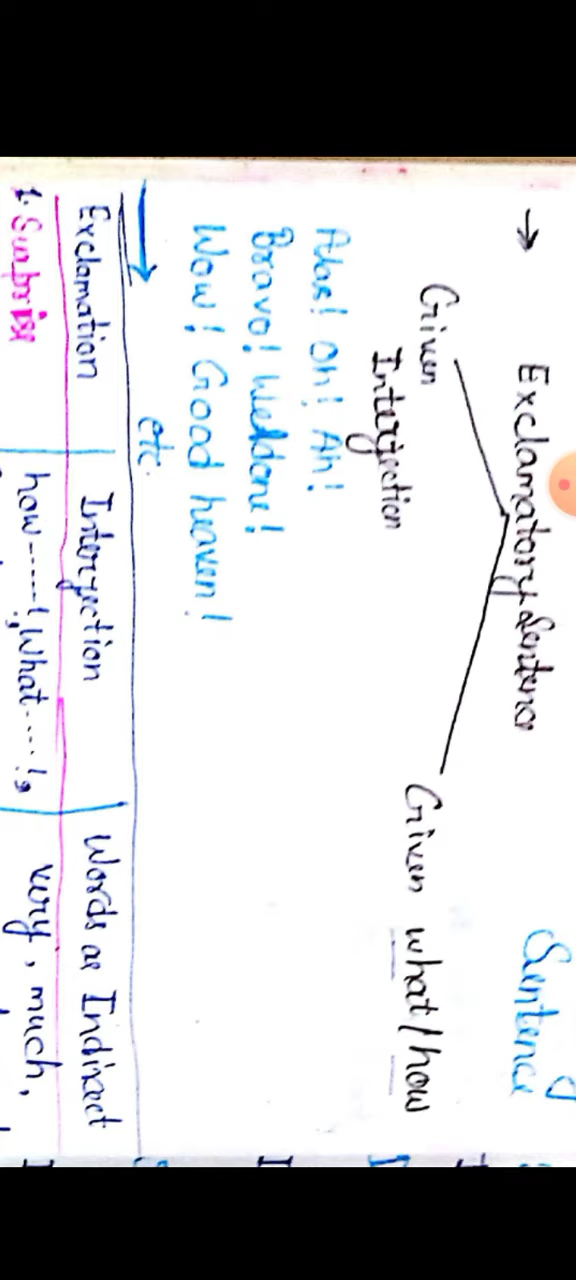 Sentence
→ Exclamatory Sentence
Given Interjection
Given what/how
Alas! Oh! Ah!
Bravo! Welldone!
Wow! Good heaven!
etc.
Exclamation | Interjection | Words as Indirect
1. Surprise | how-----!, What....!, | very, much,